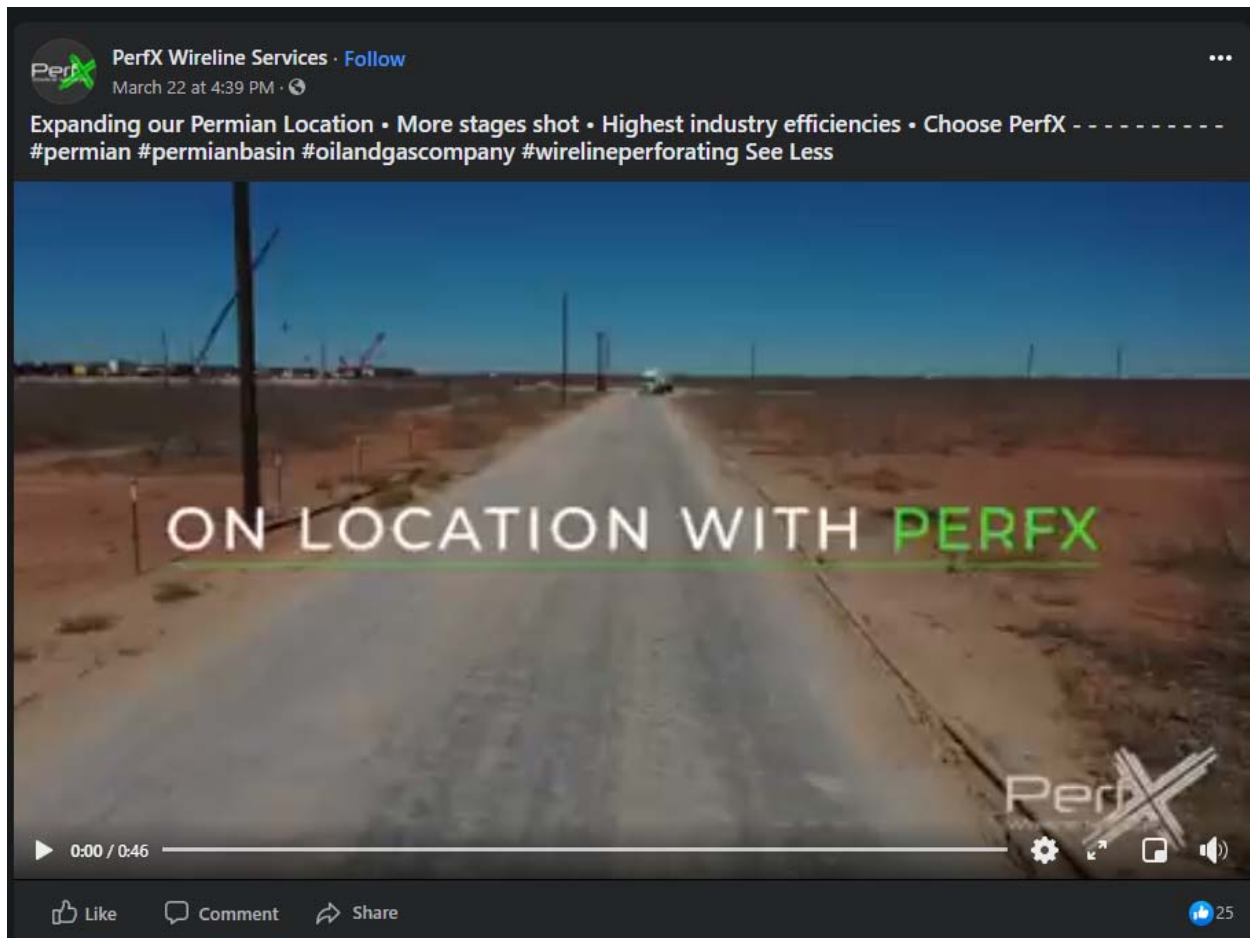 PerfX
PerfX Wireline Services · Follow
March 22 at 4:39 PM ·
Expanding our Permian Location • More stages shot • Highest industry efficiencies • Choose PerfX - - - - - - - - - -
#permian #permianbasin #oilandgascompany #wirelineperforating See Less
ON LOCATION WITH PERFX
PerfX
0:00 / 0:46
Like
Comment
Share
25